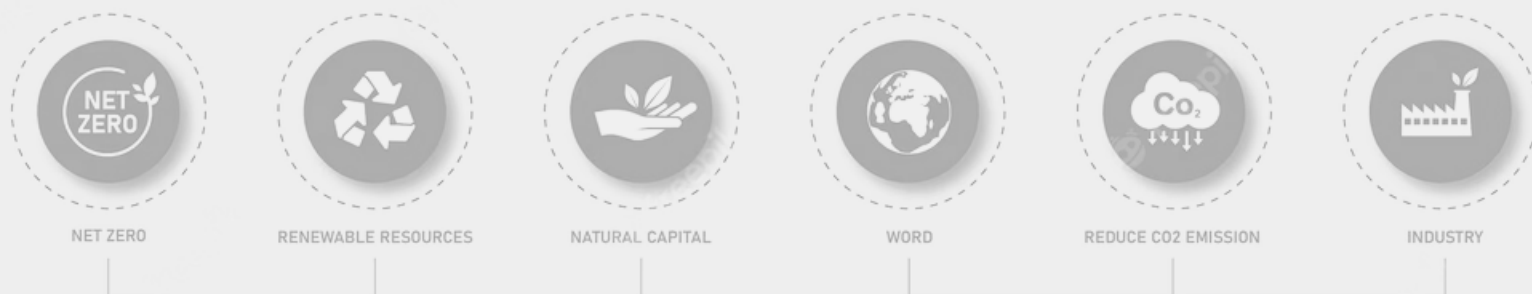 NET
ZERO
Co₂
NET ZERO
RENEWABLE RESOURCES
NATURAL CAPITAL
WORD
REDUCE CO2 EMISSION
INDUSTRY